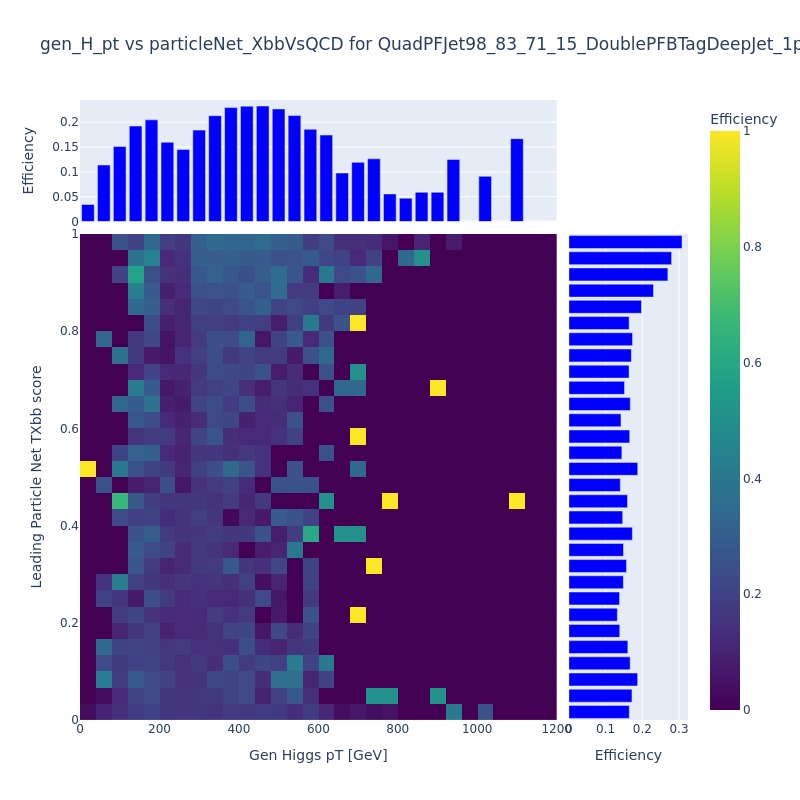 gen_H_pt vs particleNet_XbbVsQCD for QuadPFJet98_83_71_15_DoublePFBTagDeepJet_1p
Efficiency
0.2
0.15
0.1
0.05
0
Efficiency
1
0.8
0.6
0.4
0.2
0
Leading Particle Net TXbb score
1
0.8
0.6
0.4
0.2
0
0 200 400 600 800 1000 1200
Gen Higgs pT [GeV]
0 0.1 0.2 0.3
Efficiency